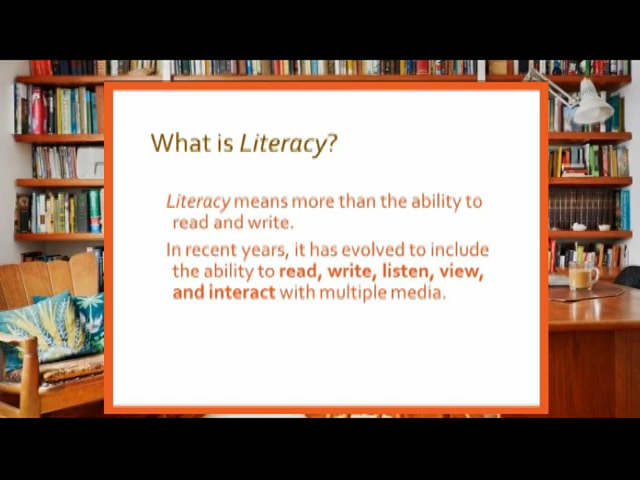 What is Literacy?
Literacy means more than the ability to
read and write.
In recent years, it has evolved to include
the ability to read, write, listen, view,
and interact with multiple media.